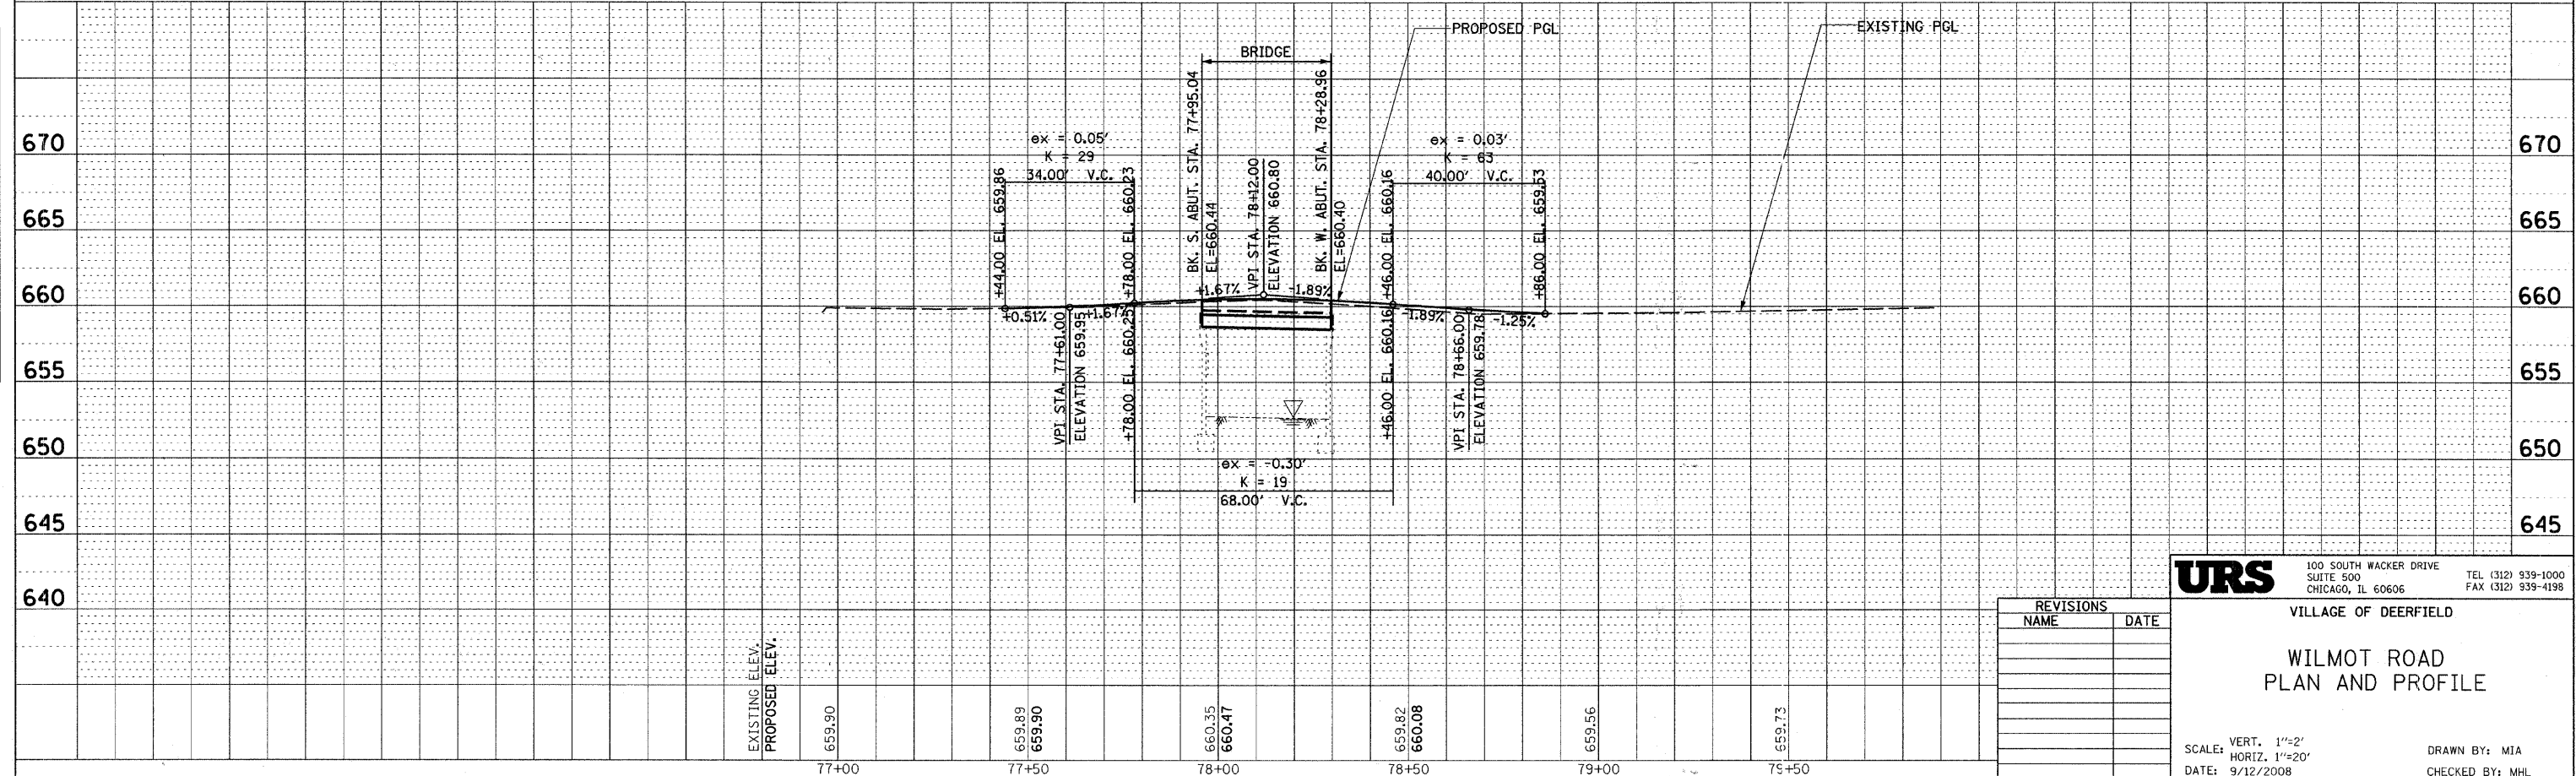 PROPOSED PGL
EXISTING PGL
BRIDGE
670
665
660
655
650
645
640
670
665
660
655
650
645
ex = 0.05'
K = 29
34.00' V.C.
+44.00 EL. 659.86
+78.00 EL. 660.23
BK. S. ABUT. STA. 77+95.04
EL=660.44
VPI STA. 78+12.00
ELEVATION 660.80
BK. W. ABUT. STA. 78+28.96
EL=660.40
ex = 0.03'
K = 63
40.00' V.C.
+46.00 EL. 660.16
+86.00 EL. 659.53
+0.51%
+1.67%
+1.67%
-1.89%
-1.89%
-1.25%
VPI STA. 77+61.00
ELEVATION 659.95
+78.00 EL. 660.25
+46.00 EL. 660.16
VPI STA. 78+66.00
ELEVATION 659.78
ex = -0.30'
K = 19
68.00' V.C.
EXISTING ELEV.
PROPOSED ELEV.
659.90
659.89
659.90
660.35
660.47
659.82
660.08
659.56
659.73
77+00
77+50
78+00
78+50
79+00
79+50
URS
100 SOUTH WACKER DRIVE
SUITE 500
CHICAGO, IL 60606
TEL (312) 939-1000
FAX (312) 939-4198
REVISIONS
NAME DATE
VILLAGE OF DEERFIELD
WILMOT ROAD
PLAN AND PROFILE
SCALE: VERT. 1"=2'
HORIZ. 1"=20'
DATE: 9/12/2008
DRAWN BY: MIA
CHECKED BY: MHL